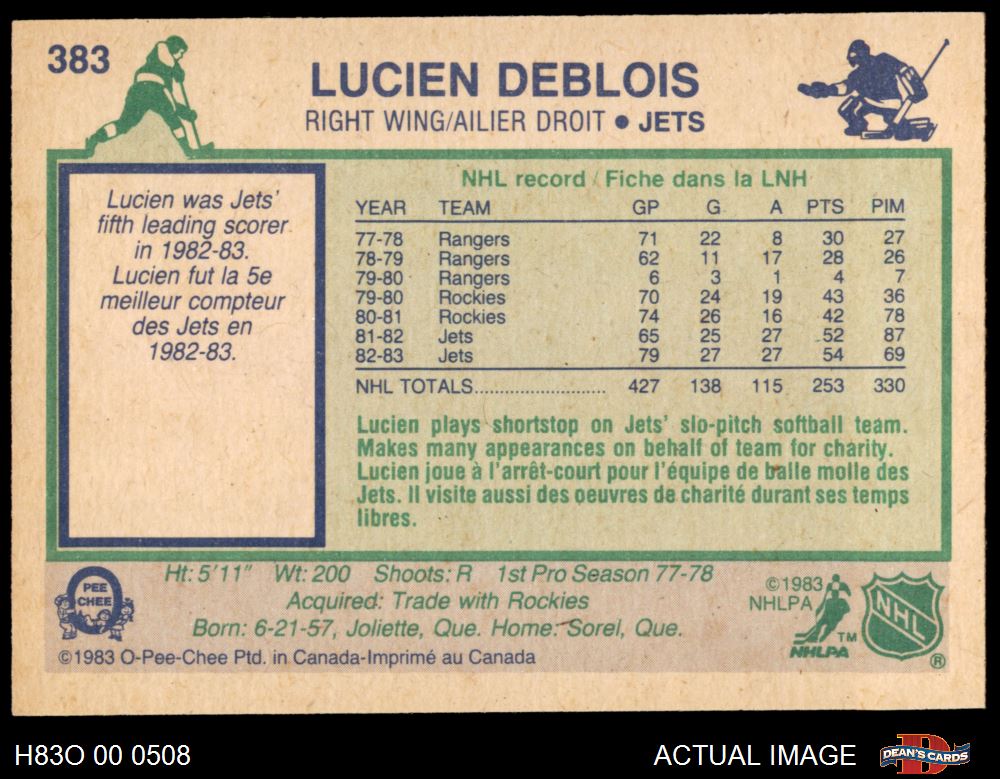 383
LUCIEN DEBLOIS
RIGHT WING/AILIER DROIT • JETS
Lucien was Jets'
fifth leading scorer
in 1982-83.
Lucien fut la 5e
meilleur compteur
des Jets en
1982-83.
NHL record / Fiche dans la LNH
YEAR TEAM GP G A PTS PIM
77-78 Rangers 71 22 8 30 27
78-79 Rangers 62 11 17 28 26
79-80 Rangers 6 3 1 4 7
79-80 Rockies 70 24 19 43 36
80-81 Rockies 74 26 16 42 78
81-82 Jets 65 25 27 52 87
82-83 Jets 79 27 27 54 69
NHL TOTALS........................... 427 138 115 253 330
Lucien plays shortstop on Jets' slo-pitch softball team.
Makes many appearances on behalf of team for charity.
Lucien joue à l'arrêt-court pour l'équipe de balle molle des
Jets. Il visite aussi des oeuvres de charité durant ses temps
libres.
O PEE CHEE
Ht: 5'11" Wt: 200 Shoots: R 1st Pro Season 77-78
Acquired: Trade with Rockies
Born: 6-21-57, Joliette, Que. Home: Sorel, Que.
©1983 O-Pee-Chee Ptd. in Canada-Imprimé au Canada
©1983
NHLPA
TM
NHLPA
NHL
®
H83O 00 0508
ACTUAL IMAGE
D
DEAN'S CARDS